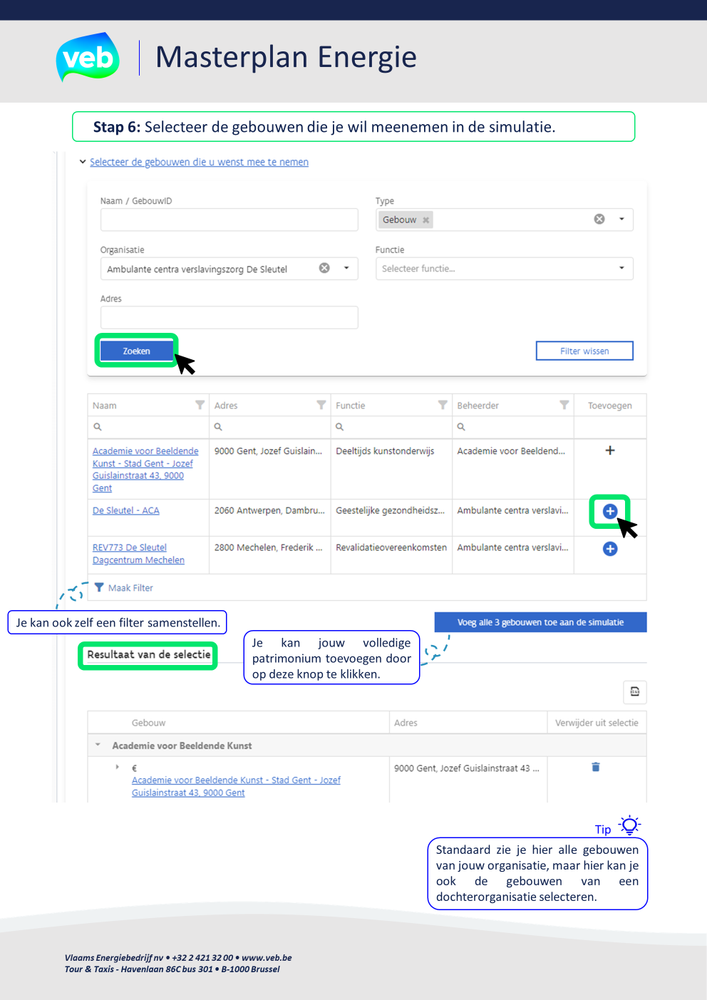 veb
Masterplan Energie
Stap 6: Selecteer de gebouwen die je wil meenemen in de simulatie.
Selecteer de gebouwen die u wenst mee te nemen
Naam / GebouwID
Type
Gebouw
Organisatie
Functie
Ambulante centra verslavingszorg De Sleutel
Selecteer functie...
Adres
Zoeken
Filter wissen
Naam Adres Functie Beheerder Toevoegen
Academie voor Beeldende 9000 Gent, Jozef Guislain... Deeltijds kunstonderwijs Academie voor Beeldend...
Kunst - Stad Gent - Jozef
Guislainstraat 43, 9000
Gent
De Sleutel - ACA 2060 Antwerpen, Dambru... Geestelijke gezondheidsz... Ambulante centra verslavi...
REV773 De Sleutel 2800 Mechelen, Frederik ... Revalidatieovereenkomsten Ambulante centra verslavi...
Dagcentrum Mechelen
Maak Filter
Je kan ook zelf een filter samenstellen.
Voeg alle 3 gebouwen toe aan de simulatie
Je kan jouw volledige
patrimonium toevoegen door
op deze knop te klikken.
Resultaat van de selectie
Gebouw Adres Verwijder uit selectie
Academie voor Beeldende Kunst
€ 9000 Gent, Jozef Guislainstraat 43 ...
Academie voor Beeldende Kunst - Stad Gent - Jozef
Guislainstraat 43, 9000 Gent
Tip
Standaard zie je hier alle gebouwen
van jouw organisatie, maar hier kan je
ook de gebouwen van een
dochterorganisatie selecteren.
Vlaams Energiebedrijf nv • +32 2 421 32 00 • www.veb.be
Tour & Taxis - Havenlaan 86C bus 301 • B-1000 Brussel